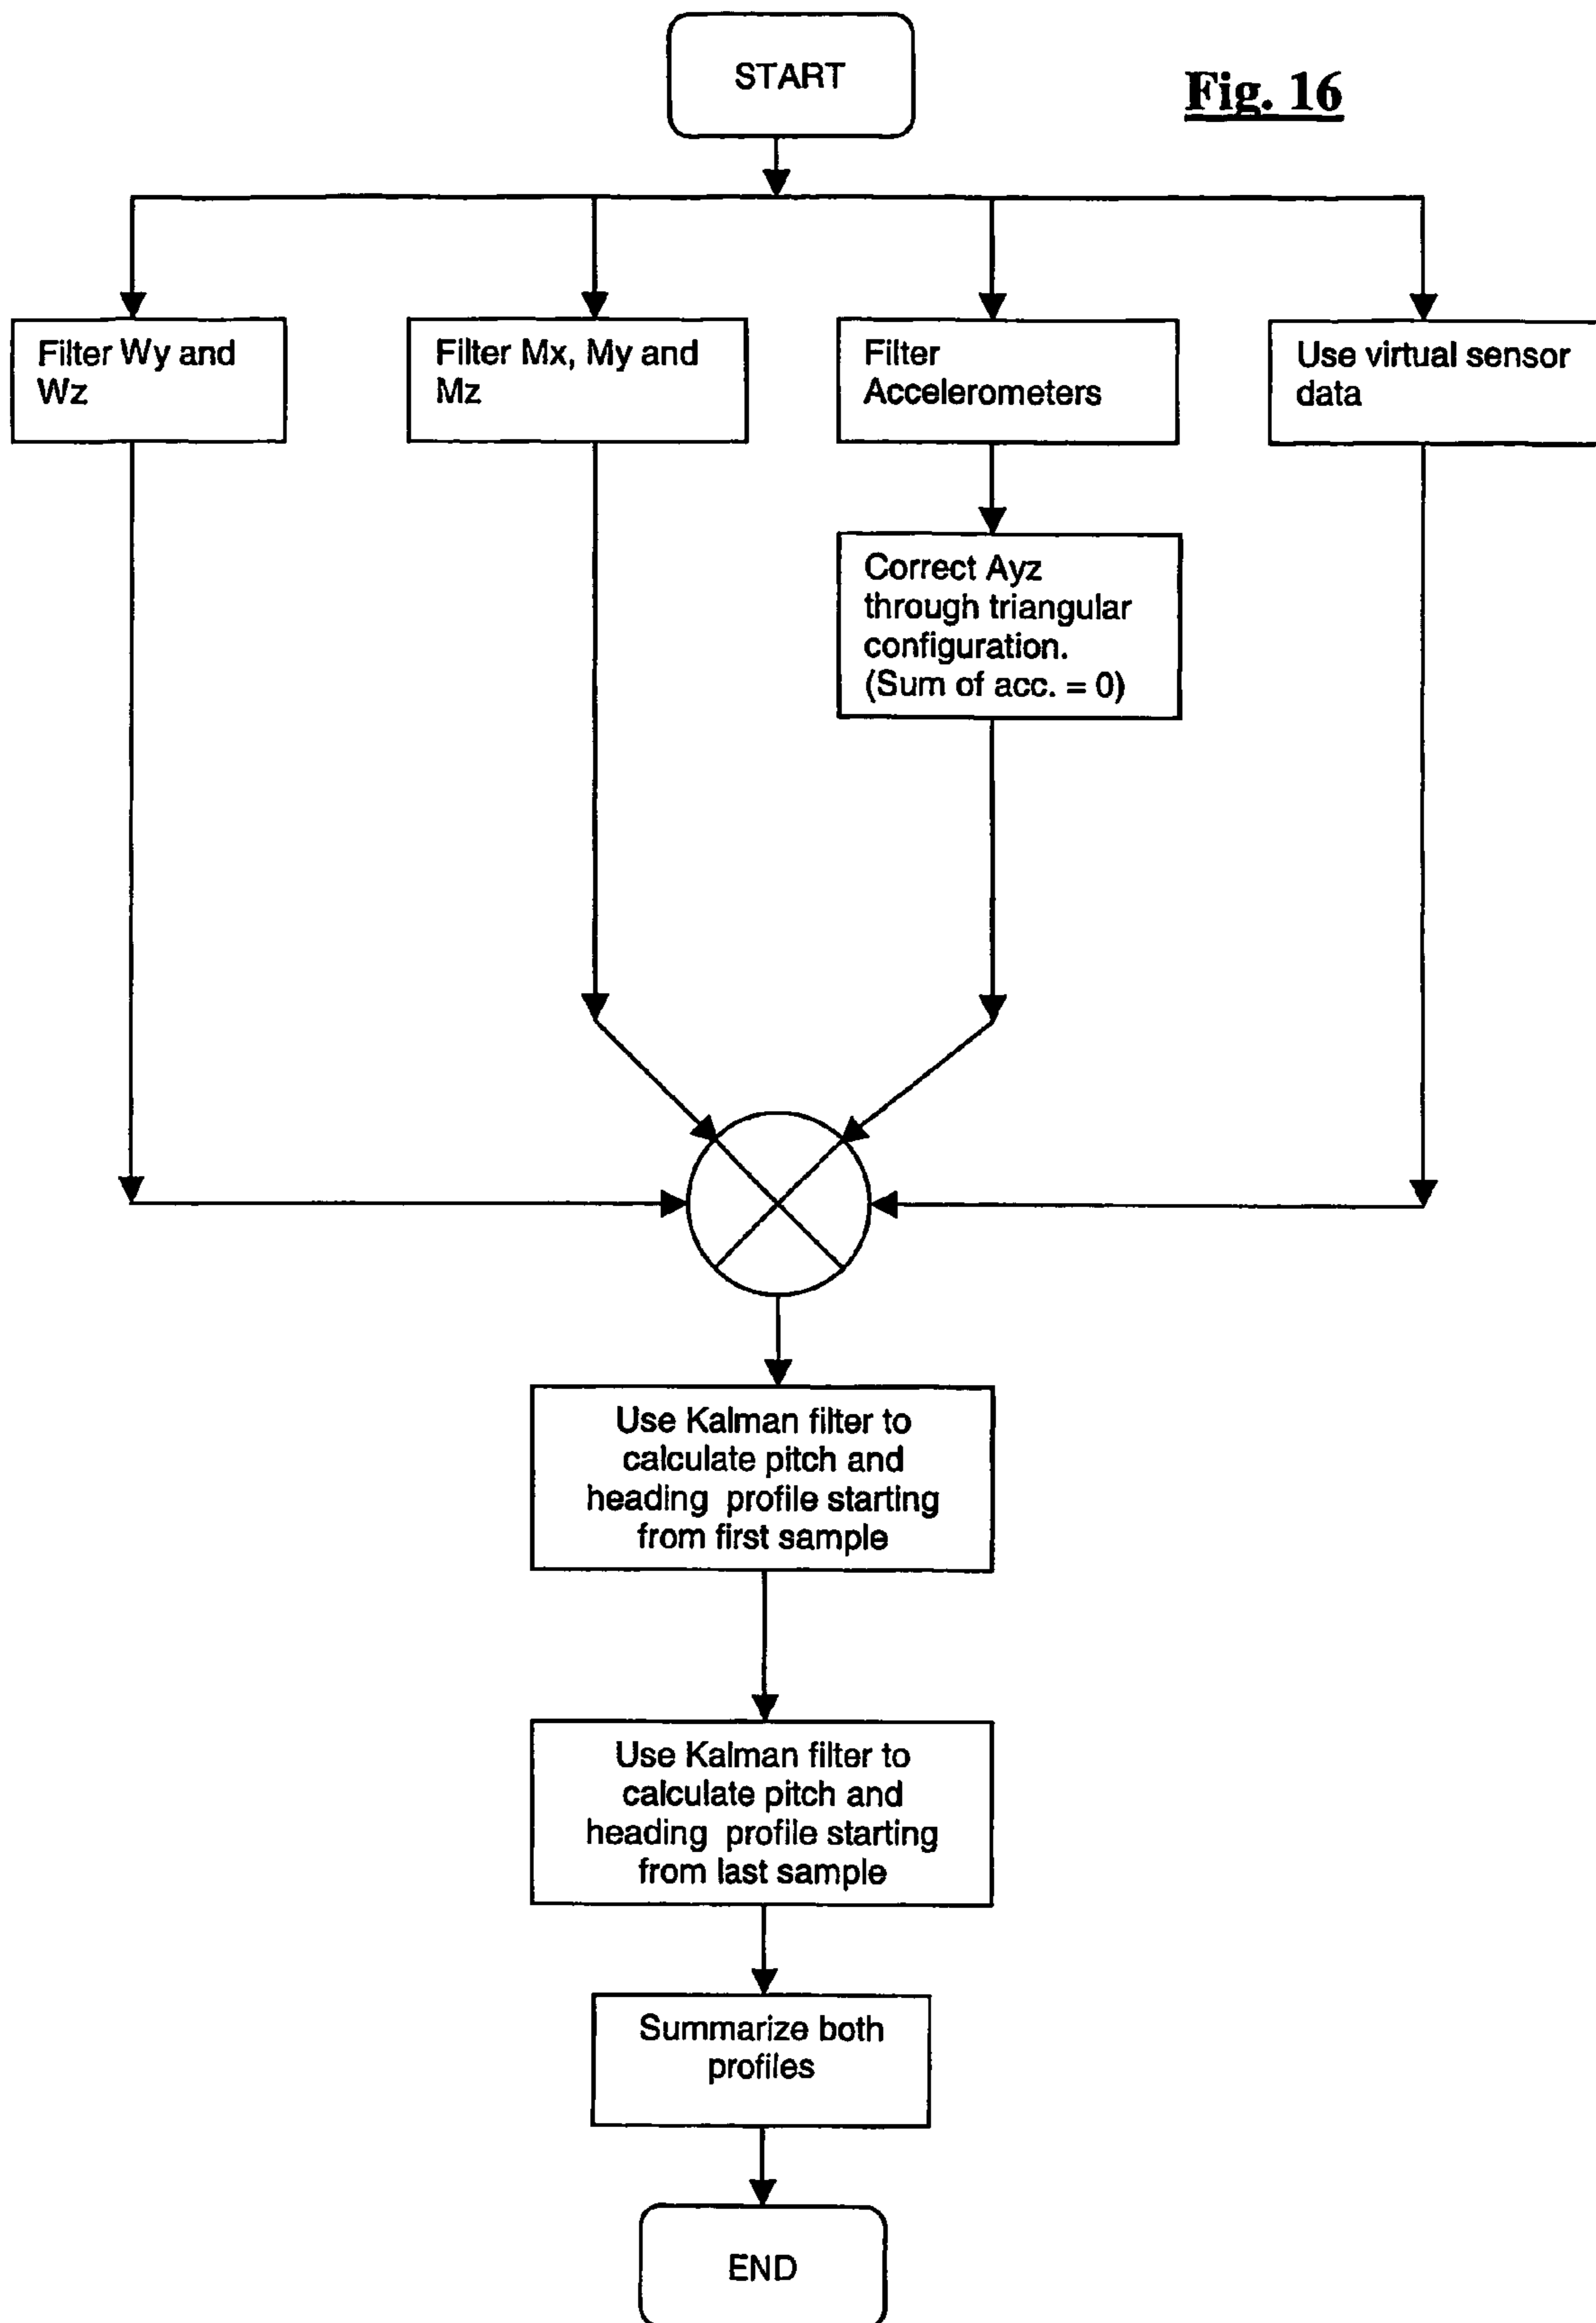 START
Fig. 16
Filter Wy and
Wz
Filter Mx, My and
Mz
Filter
Accelerometers
Use virtual sensor
data
Correct Ayz
through triangular
configuration.
(Sum of acc. = 0)
Use Kalman filter to
calculate pitch and
heading profile starting
from first sample
Use Kalman filter to
calculate pitch and
heading profile starting
from last sample
Summarize both
profiles
END